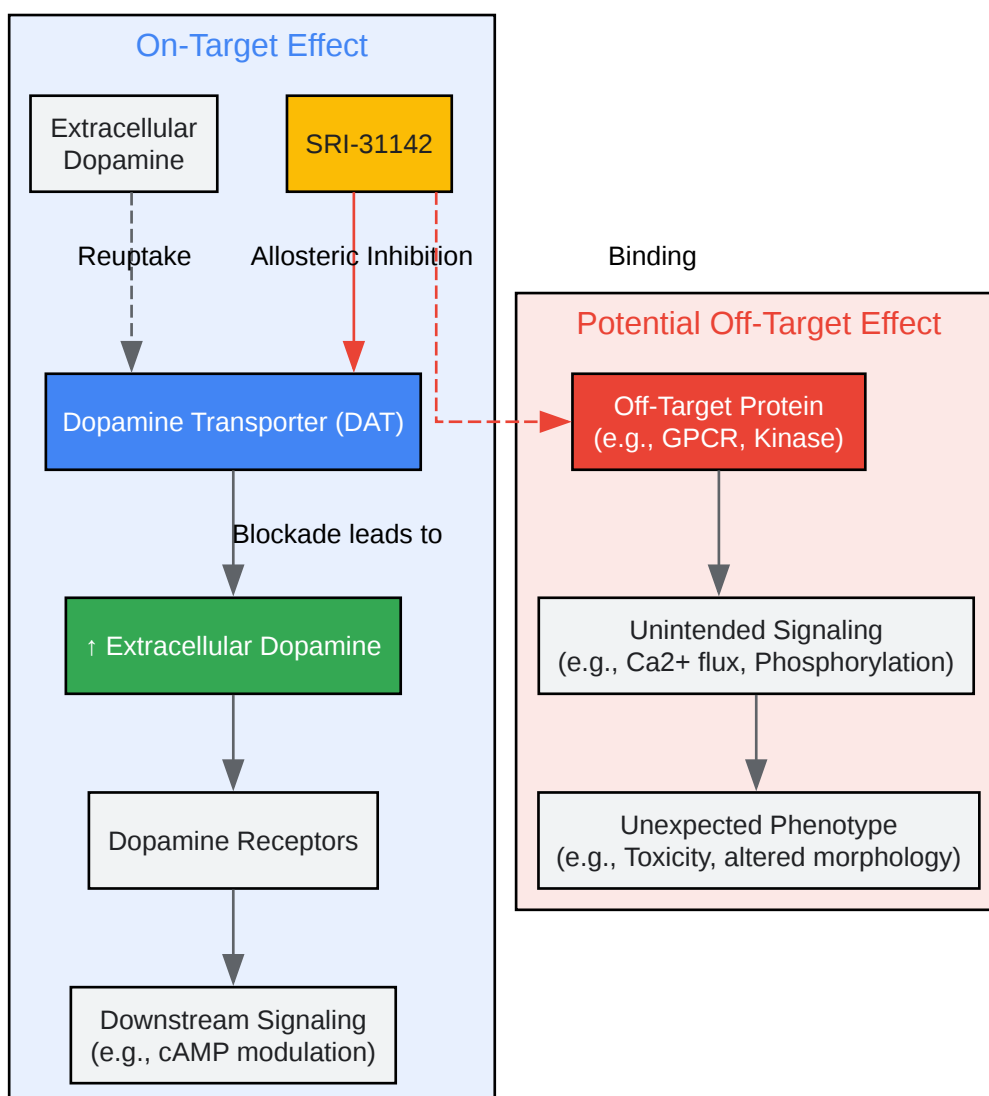 On-Target Effect
Extracellular
Dopamine
SRI-31142
Reuptake
Allosteric Inhibition
Binding
Potential Off-Target Effect
Dopamine Transporter (DAT)
Off-Target Protein
(e.g., GPCR, Kinase)
Blockade leads to
↑ Extracellular Dopamine
Unintended Signaling
(e.g., Ca2+ flux, Phosphorylation)
Dopamine Receptors
Unexpected Phenotype
(e.g., Toxicity, altered morphology)
Downstream Signaling
(e.g., cAMP modulation)